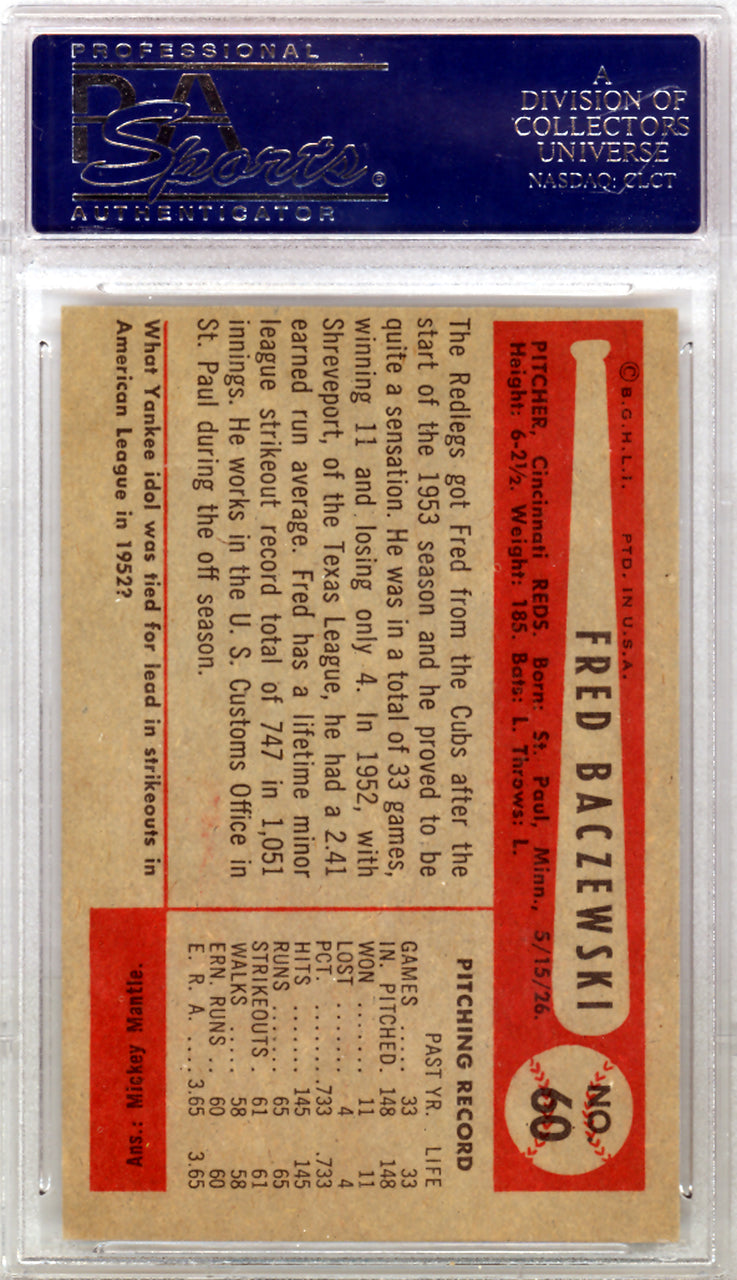 PROFESSIONAL
PSA
Sports®
AUTHENTICATOR
A
DIVISION OF
COLLECTORS
UNIVERSE
NASDAQ: CLCT
© B.G.H.L.I. PTD. IN U.S.A.
FRED BACZEWSKI
NO
60
PITCHER, Cincinnati REDS. Born: St. Paul, Minn., 5/15/26.
Height: 6-2½. Weight: 185. Bats: L. Throws: L.
The Redlegs got Fred from the Cubs after the
start of the 1953 season and he proved to be
quite a sensation. He was in a total of 33 games,
winning 11 and losing only 4. In 1952, with
Shreveport, of the Texas League, he had a 2.41
earned run average. Fred has a lifetime minor
league strikeout record total of 747 in 1,051
innings. He works in the U. S. Customs Office in
St. Paul during the off season.
PITCHING RECORD
PAST YR. LIFE
GAMES ..... 33 33
IN. PITCHED. 148 148
WON ....... 11 11
LOST ....... 4 4
PCT. ....... .733 .733
HITS ....... 145 145
RUNS ...... 65 65
STRIKEOUTS . 61 61
WALKS ..... 58 58
ERN. RUNS .. 60 60
E. R. A. .... 3.65 3.65
What Yankee idol was tied for lead in strikeouts in
American League in 1952?
Ans.: Mickey Mantle.